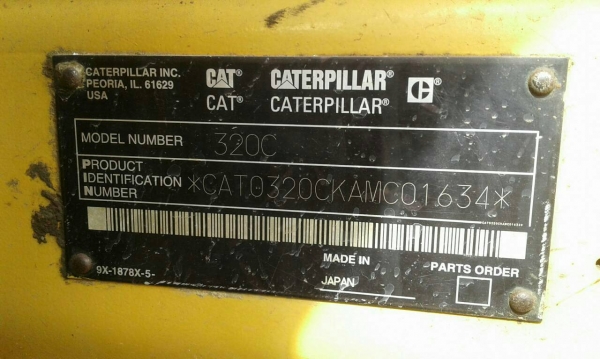 CATERPILLAR INC.
PEORIA, IL. 61629
USA
CAT® CATERPILLAR® C®
CAT® CATERPILLAR®
MODEL NUMBER 320C
PRODUCT
IDENTIFICATION *CAT0320CKAMC01634*
NUMBER
MADE IN
JAPAN
PARTS ORDER
9X-1878X-5-